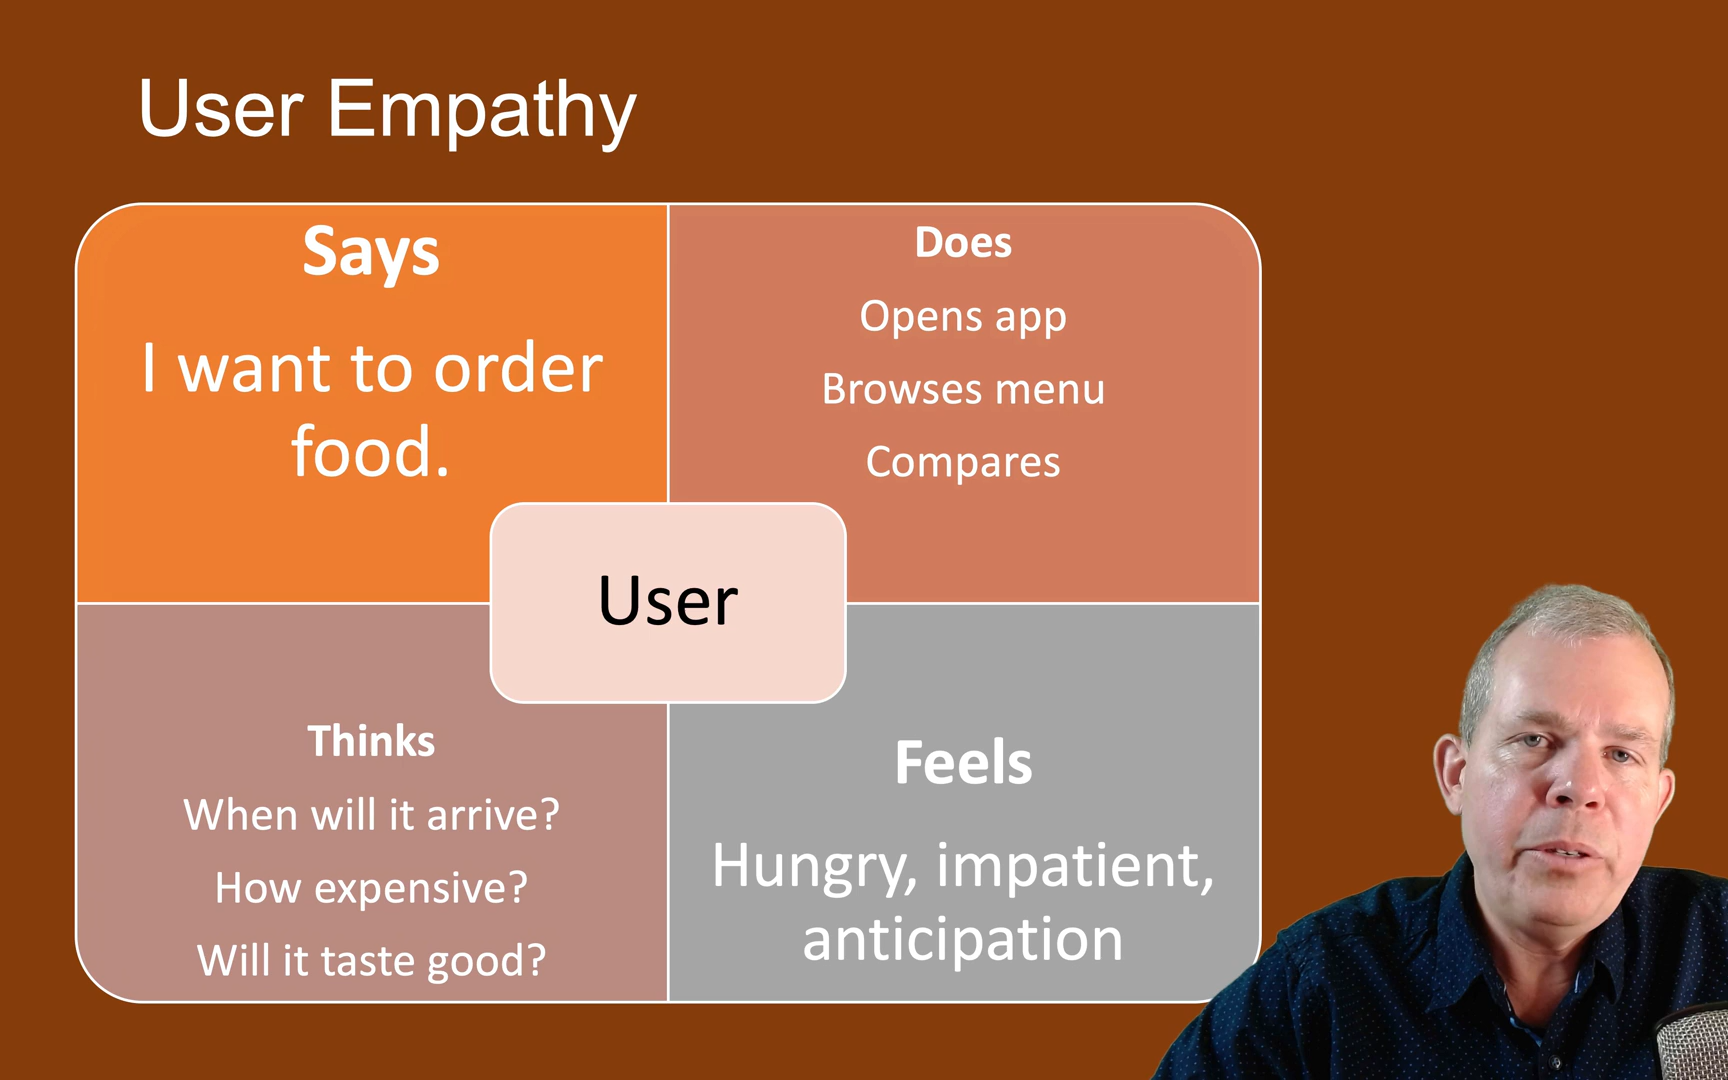 User Empathy
Says
I want to order
food.
Does
Opens app
Browses menu
Compares
User
Thinks
When will it arrive?
How expensive?
Will it taste good?
Feels
Hungry, impatient,
anticipation